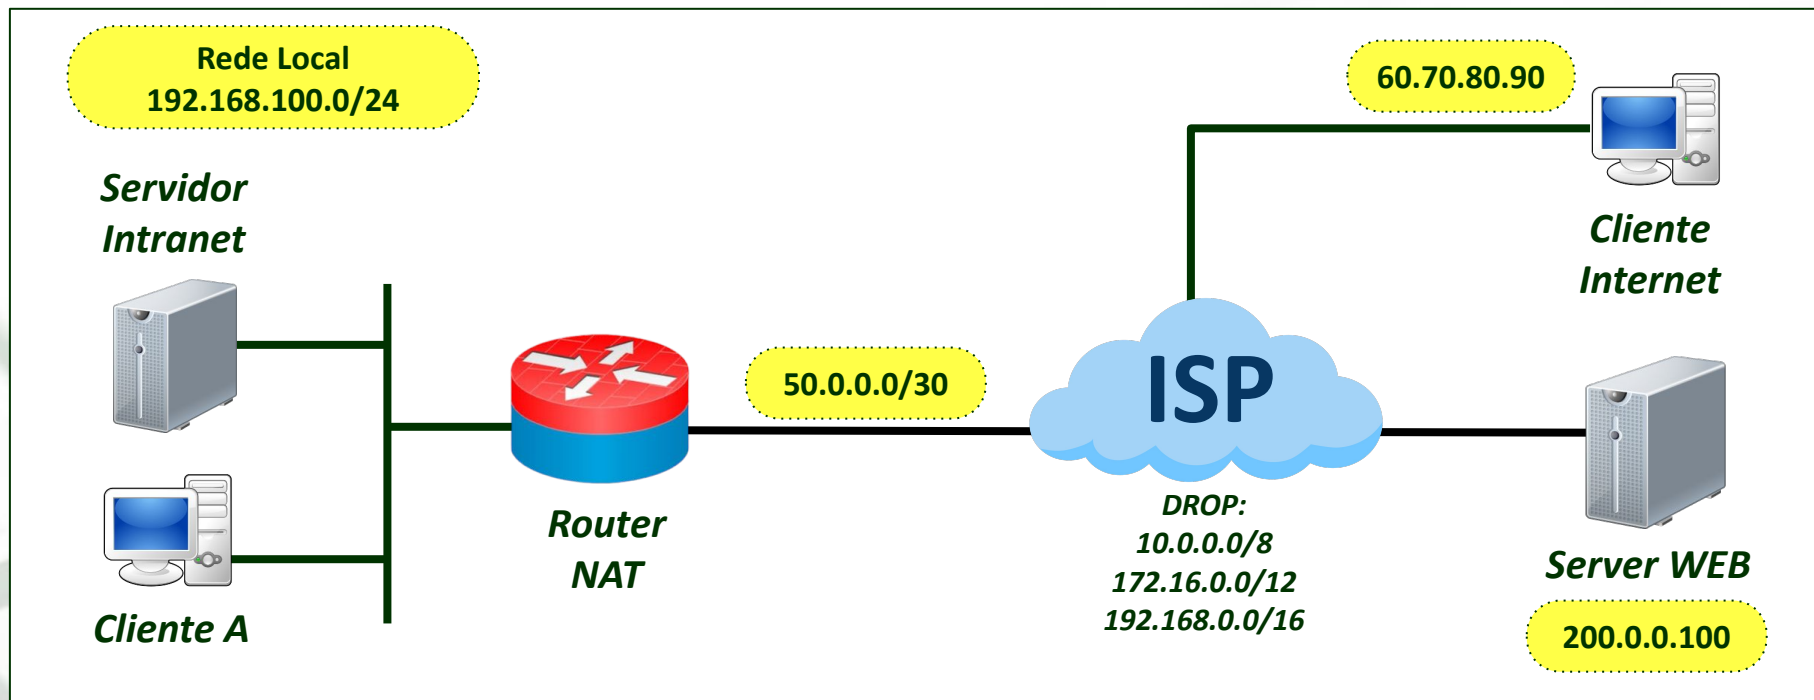 Rede Local
192.168.100.0/24
Servidor
Intranet
Cliente A
Router
NAT
50.0.0.0/30
ISP
DROP:
10.0.0.0/8
172.16.0.0/12
192.168.0.0/16
60.70.80.90
Cliente
Internet
Server WEB
200.0.0.100